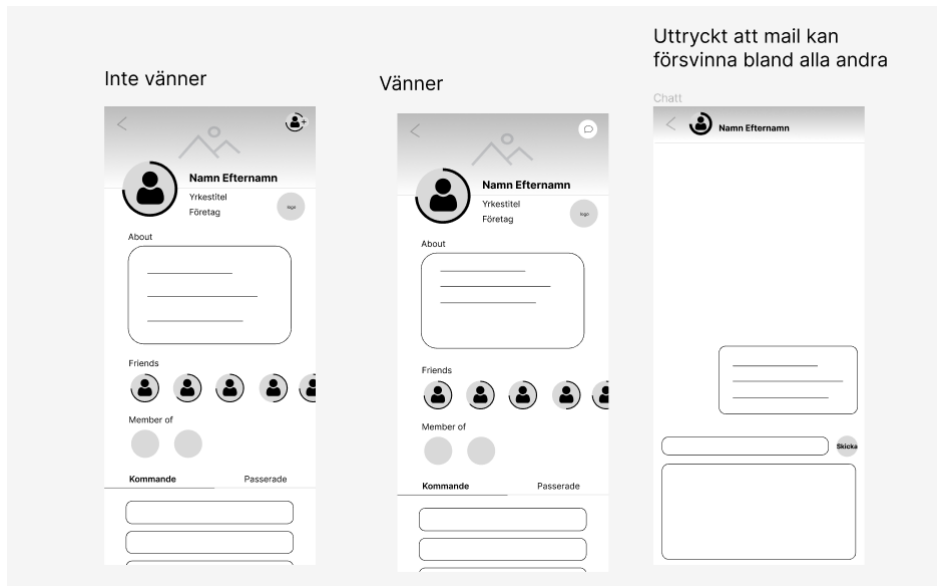 Inte vänner
Namn Efternamn
Yrkestitel
Företag
logo
About
Friends
Member of
Kommande Passerade
Vänner
Namn Efternamn
Yrkestitel
Företag
logo
About
Friends
Member of
Kommande Passerade
Uttryckt att mail kan
försvinna bland alla andra
Chatt
Namn Efternamn
Skicka